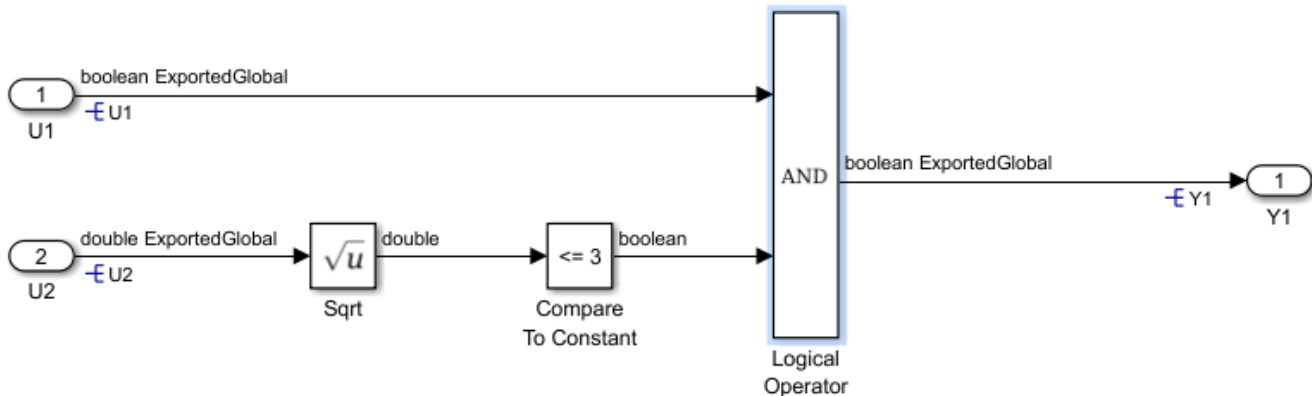 boolean ExportedGlobal
1
U1
U1
AND
boolean ExportedGlobal
1
Y1
Y1
double ExportedGlobal
2
U2
U2
√u
double
<= 3
boolean
Sqrt
Compare
To Constant
Logical
Operator